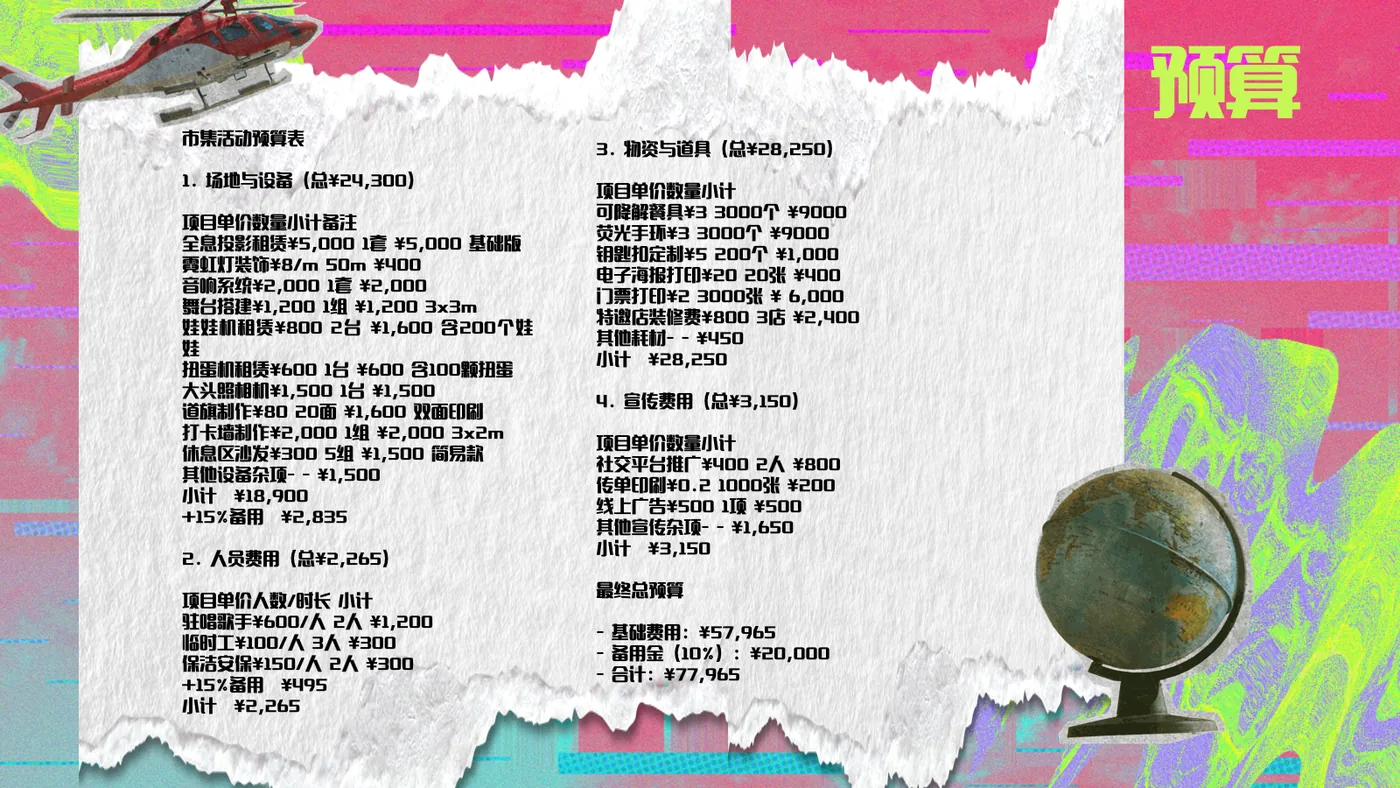 预算
市集活动预算表
1. 场地与设备（总¥24,300）
项目单价数量小计备注
全息投影租赁¥5,000 1套 ¥5,000 基础版
霓虹灯装饰¥8/m 50m ¥400
音响系统¥2,000 1套 ¥2,000
舞台搭建¥1,200 1组 ¥1,200 3x3m
娃娃机租赁¥800 2台 ¥1,600 含200个娃
娃
扭蛋机租赁¥600 1台 ¥600 含100颗扭蛋
大头照相机¥1,500 1台 ¥1,500
道旗制作¥80 20面 ¥1,600 双面印刷
打卡墙制作¥2,000 1组 ¥2,000 3x2m
休息区沙发¥300 5组 ¥1,500 简易款
其他设备杂项- - ¥1,500
小计 ¥18,900
+15%备用 ¥2,835
2. 人员费用（总¥2,265）
项目单价人数/时长 小计
驻唱歌手¥600/人 2人 ¥1,200
临时工¥100/人 3人 ¥300
保洁安保¥150/人 2人 ¥300
+15%备用 ¥495
小计 ¥2,265
3. 物资与道具（总¥28,250）
项目单价数量小计
可降解餐具¥3 3000个 ¥9000
荧光手环¥3 3000个 ¥9000
钥匙扣定制¥5 200个 ¥1,000
电子海报打印¥20 20张 ¥400
门票打印¥2 3000张 ¥ 6,000
特邀店装修费¥800 3店 ¥2,400
其他耗材- - ¥450
小计 ¥28,250
4. 宣传费用（总¥3,150）
项目单价数量小计
社交平台推广¥400 2人 ¥800
传单印刷¥0.2 1000张 ¥200
线上广告¥500 1项 ¥500
其他宣传杂项- - ¥1,650
小计 ¥3,150
最终总预算
- 基础费用：¥57,965
- 备用金（10%）：¥20,000
- 合计：¥77,965